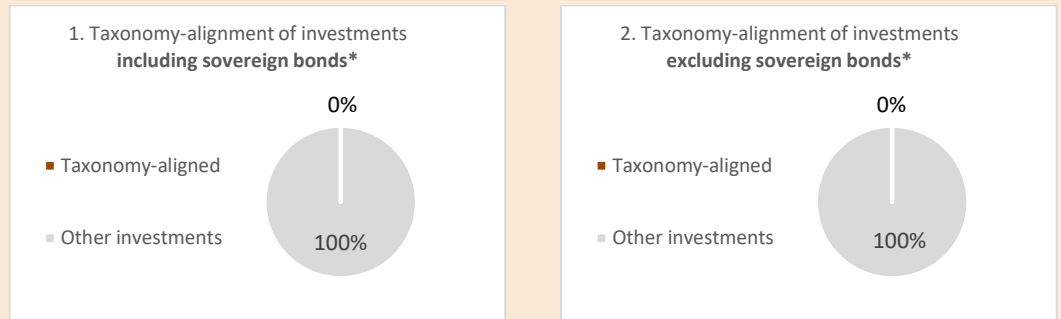 1. Taxonomy-alignment of investments
including sovereign bonds*
0%
Taxonomy-aligned
Other investments
100%
2. Taxonomy-alignment of investments
excluding sovereign bonds*
0%
Taxonomy-aligned
Other investments
100%